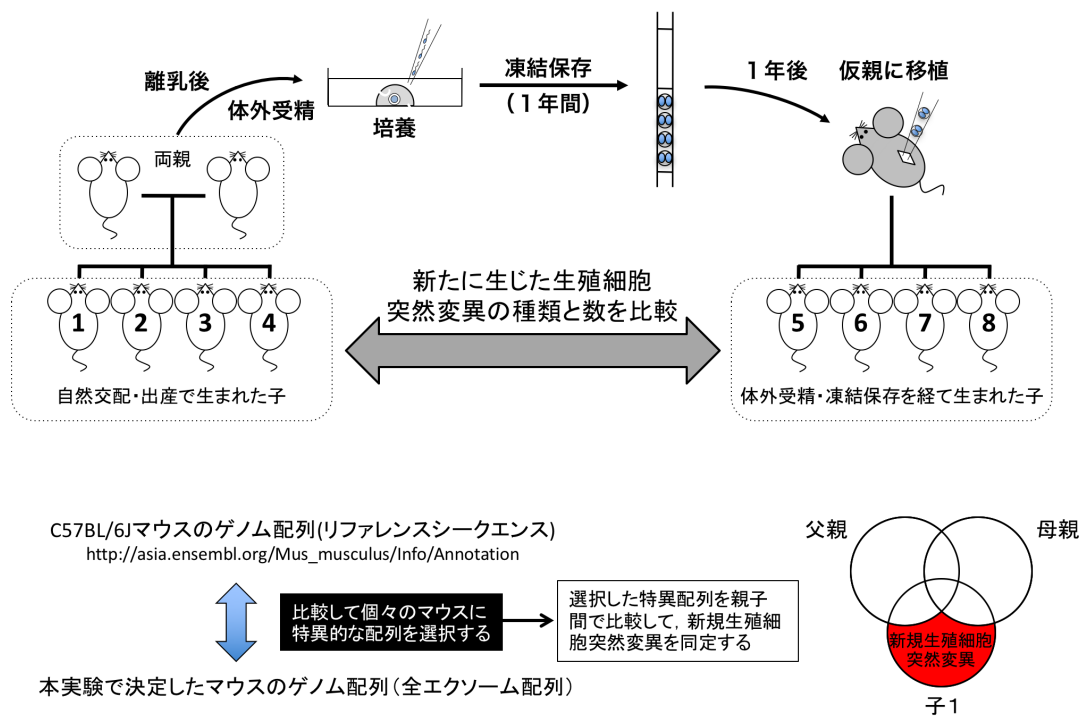 離乳後
体外受精
培養
凍結保存
（１年間）
１年後
仮親に移植
両親
1
2
3
4
自然交配・出産で生まれた子
新たに生じた生殖細胞
突然変異の種類と数を比較
5
6
7
8
体外受精・凍結保存を経て生まれた子
C57BL/6Jマウスのゲノム配列(リファレンスシークエンス)
http://asia.ensembl.org/Mus_musculus/Info/Annotation
比較して個々のマウスに
特異的な配列を選択する
選択した特異配列を親子
間で比較して，新規生殖細
胞突然変異を同定する
本実験で決定したマウスのゲノム配列（全エクソーム配列）
父親
母親
新規生殖細胞
突然変異
子１